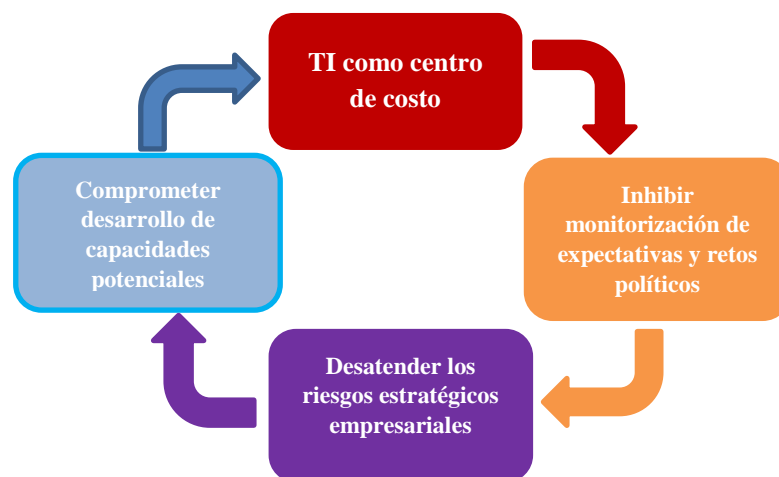 TI como centro
de costo
Inhibir
monitorización de
expectativas y retos
políticos
Desatender los
riesgos estratégicos
empresariales
Comprometer
desarrollo de
capacidades
potenciales